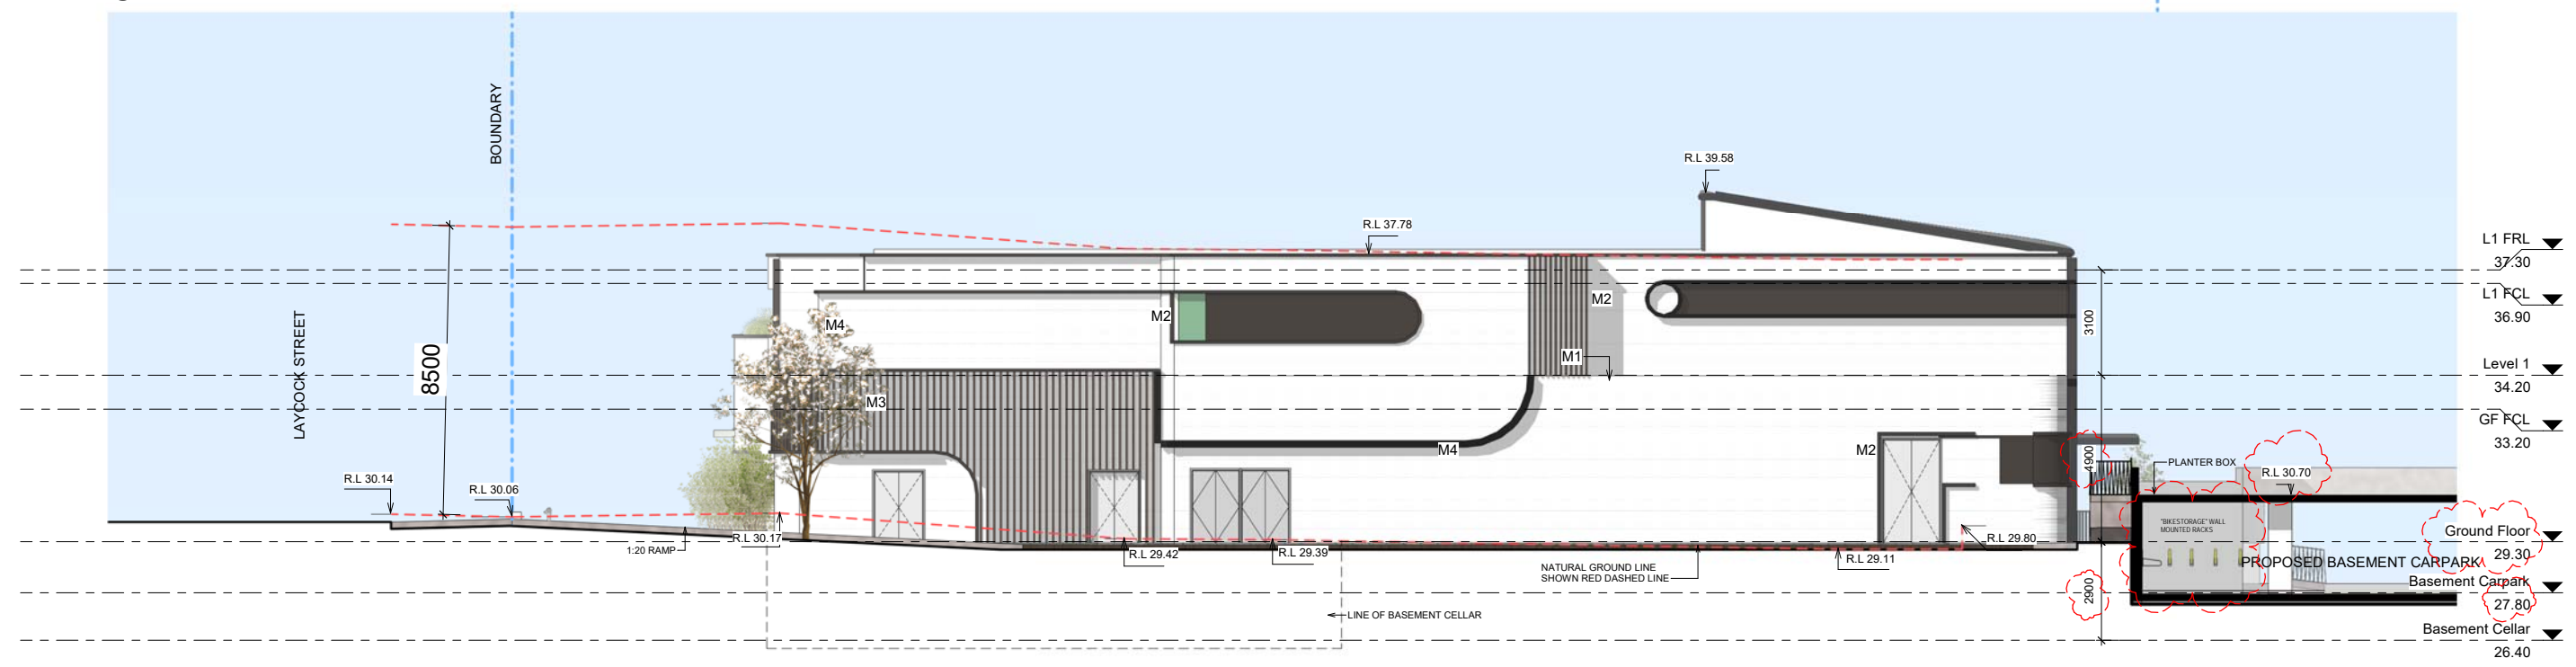 BOUNDARY
LAYCOCK STREET
8500
R.L 30.14
R.L 30.06
1:20 RAMP
R.L 30.17
M4
M3
M2
R.L 37.78
R.L 39.58
M2
M1
M4
M2
R.L 29.42
R.L 29.39
NATURAL GROUND LINE
SHOWN RED DASHED LINE
R.L 29.11
R.L 29.80
LINE OF BASEMENT CELLAR
3100
4900
2900
PLANTER BOX
R.L 30.70
"BIKESTORAGE" WALL
MOUNTED RACKS
PROPOSED BASEMENT CARPARK
L1 FRL
37.30
L1 FCL
36.90
Level 1
34.20
GF FCL
33.20
Ground Floor
29.30
Basement Carpark
27.80
Basement Cellar
26.40